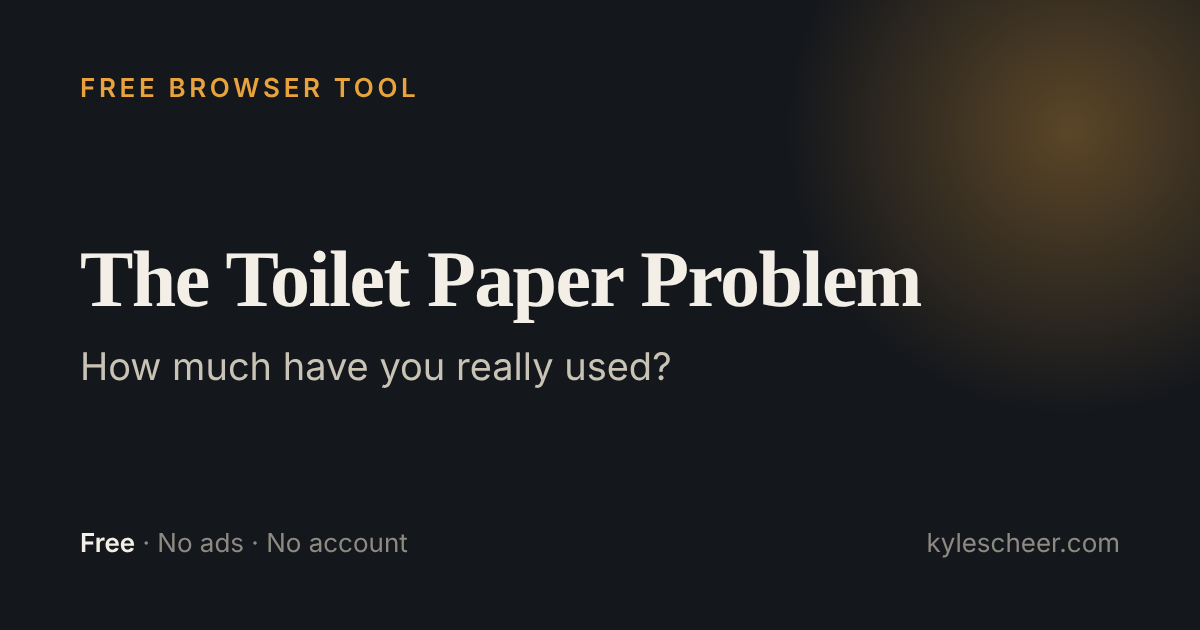 FREE BROWSER TOOL
The Toilet Paper Problem
How much have you really used?
Free · No ads · No account
kylescheer.com